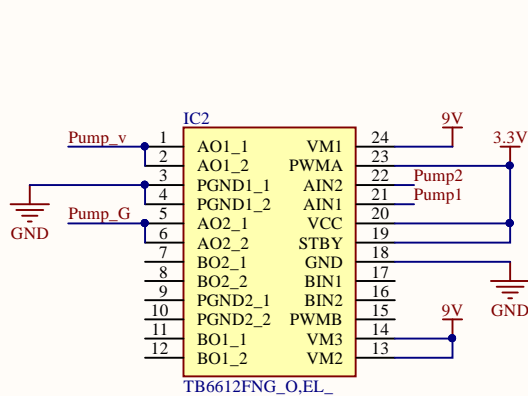 IC2
9V
3.3V
Pump_v 1 AO1_1 VM1 24
2 AO1_2 PWMA 23
3 PGND1_1 AIN2 22 Pump2
4 PGND1_2 AIN1 21 Pump1
GND
Pump_G 5 AO2_1 VCC 20
6 AO2_2 STBY 19
7 BO2_1 GND 18
8 BO2_2 BIN1 17
9 PGND2_1 BIN2 16
GND
10 PGND2_2 PWMB 15
9V
11 BO1_1 VM3 14
12 BO1_2 VM2 13
TB6612FNG_O,EL_